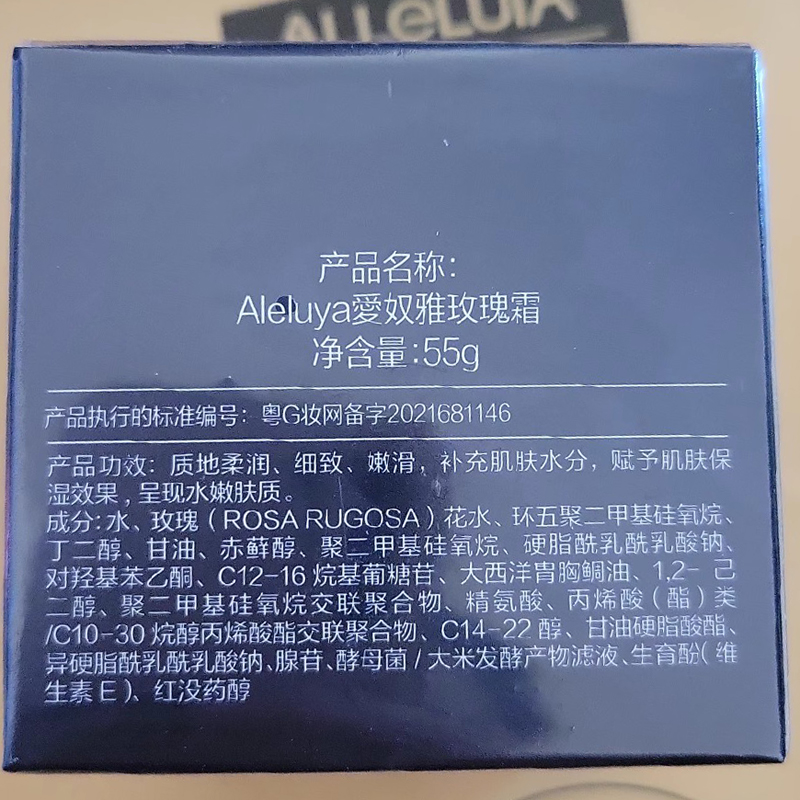 ALLeLUIA
产品名称：
Aleluya愛奴雅玫瑰霜
净含量：55g
产品执行的标准编号：粤G妆网备字2021681146
产品功效：质地柔润、细致、嫩滑，补充肌肤水分，赋予肌肤保
湿效果，呈现水嫩肤质。
成分：水、玫瑰（ROSA RUGOSA）花水、环五聚二甲基硅氧烷、
丁二醇、甘油、赤藓醇、聚二甲基硅氧烷、硬脂酰乳酰乳酸钠、
对羟基苯乙酮、C12-16 烷基葡糖苷、大西洋胄胸鲷油、1,2- 己
二醇、聚二甲基硅氧烷交联聚合物、精氨酸、丙烯酸（酯）类
/C10-30 烷醇丙烯酸酯交联聚合物、C14-22 醇、甘油硬脂酸酯、
异硬脂酰乳酰乳酸钠、腺苷、酵母菌 / 大米发酵产物滤液、生育酚（维
生素 E）、红没药醇